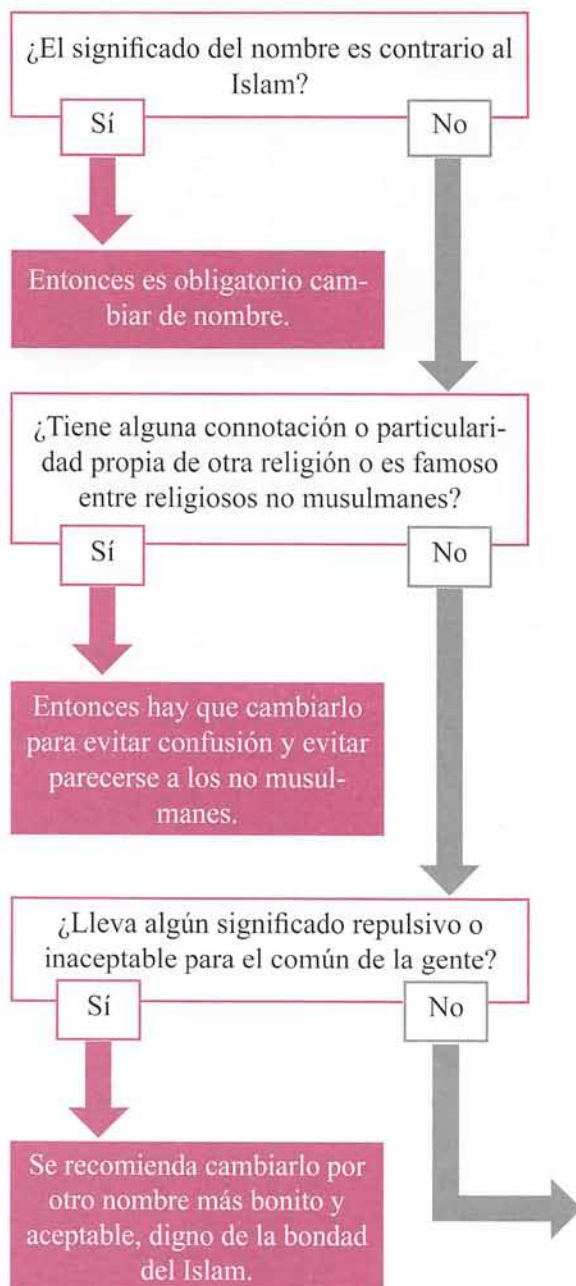 ¿El significado del nombre es contrario al
Islam?
Sí
No
Entonces es obligatorio cam-
biar de nombre.
¿Tiene alguna connotación o particulari-
dad propia de otra religión o es famoso
entre religiosos no musulmanes?
Sí
No
Entonces hay que cambiarlo
para evitar confusión y evitar
parecerse a los no musul-
manes.
¿Lleva algún significado repulsivo o
inaceptable para el común de la gente?
Sí
No
Se recomienda cambiarlo por
otro nombre más bonito y
aceptable, digno de la bondad
del Islam.